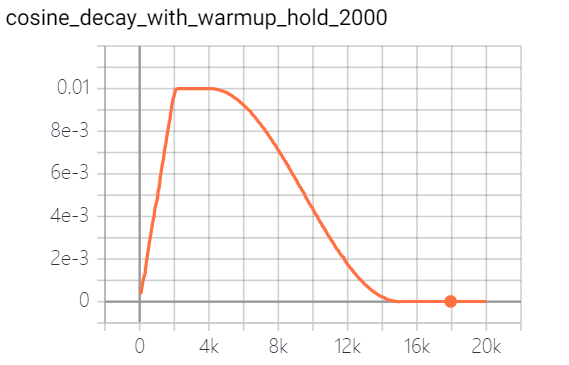 cosine_decay_with_warmup_hold_2000
0.01
8e-3
6e-3
4e-3
2e-3
0
0 4k 8k 12k 16k 20k